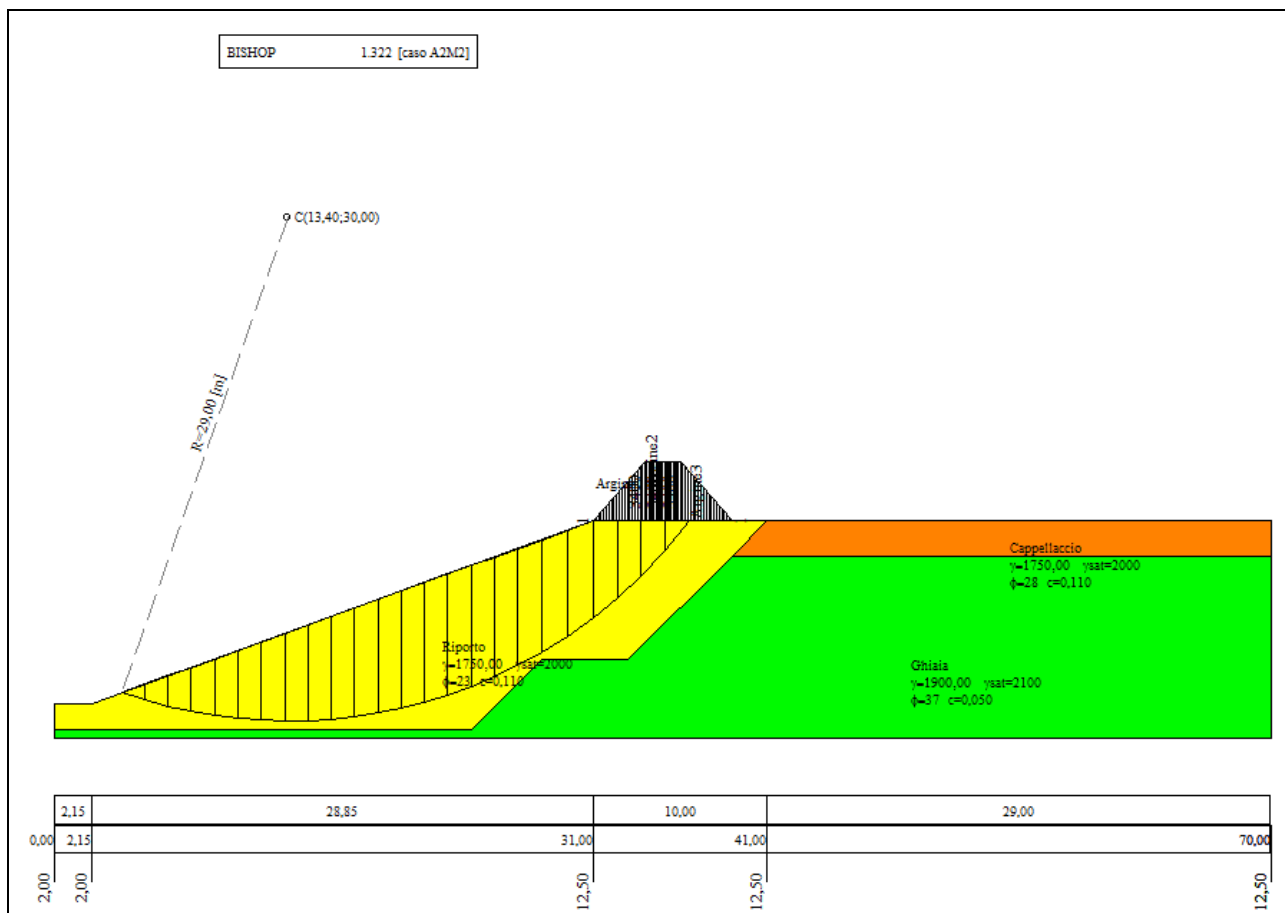 BISHOP 1.322 [caso A2M2]
C(13,40;30,00)
R=29,00 [m]
Cappellaccio
γ=1750,00 γsat=2000
ϕ=28 c=0,110
Riporto
γ=1750,00 γsat=2000
ϕ=23 c=0,110
Ghiaia
γ=1900,00 γsat=2100
ϕ=37 c=0,050
2,15 28,85 10,00 29,00
0,00 2,15 31,00 41,00 70,00
2,00 2,00 12,50 12,50 12,50